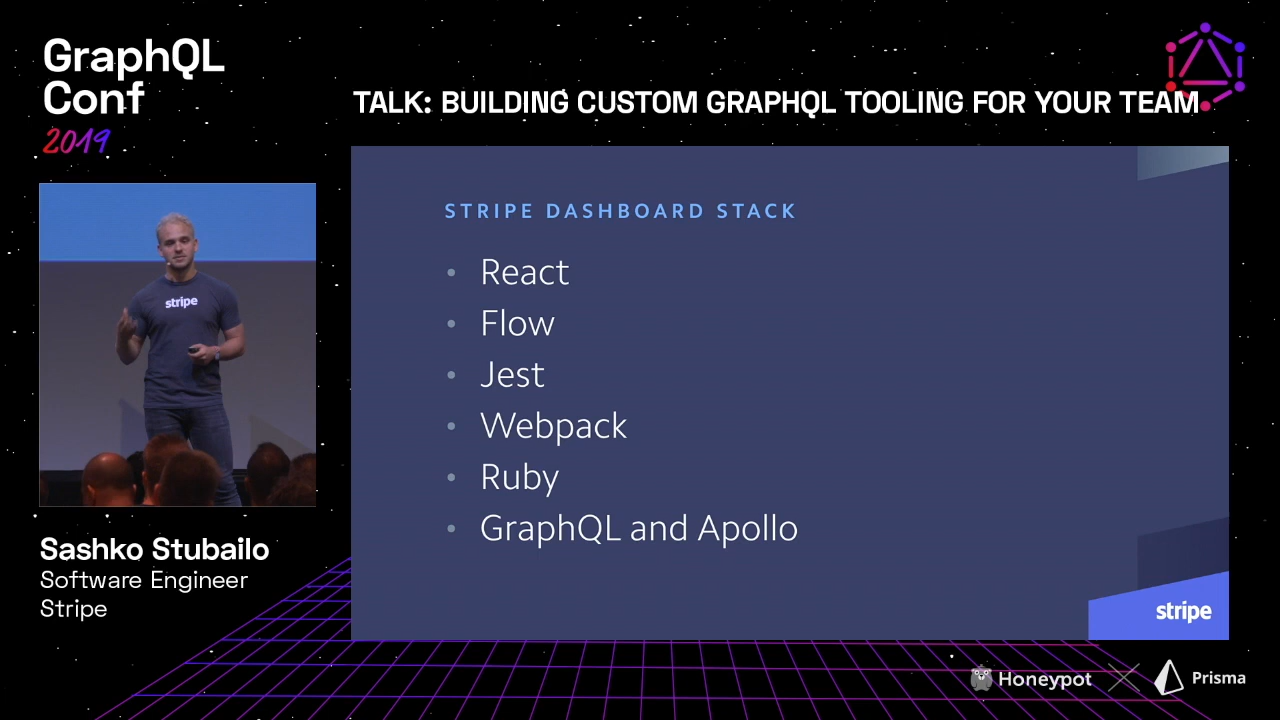 GraphQL
Conf
2019
TALK: BUILDING CUSTOM GRAPHQL TOOLING FOR YOUR TEAM
STRIPE DASHBOARD STACK
• React
• Flow
• Jest
• Webpack
• Ruby
• GraphQL and Apollo
stripe
stripe
Sashko Stubailo
Software Engineer
Stripe
Honeypot
Prisma